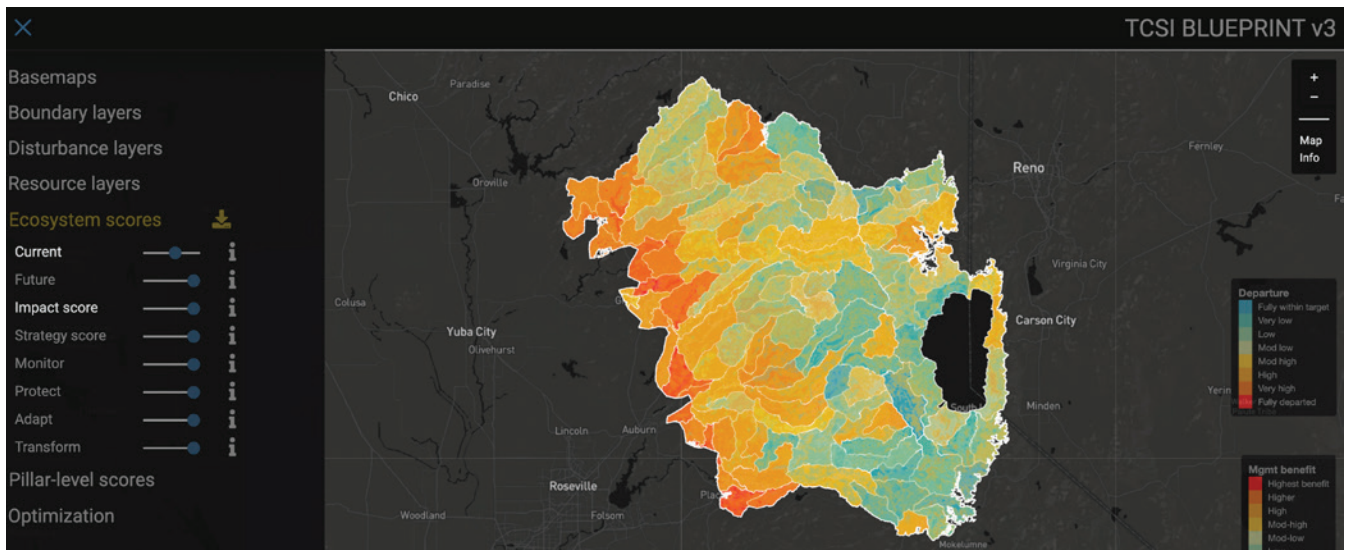 TCSI BLUEPRINT v3
Basemaps
Boundary layers
Disturbance layers
Resource layers
Ecosystem scores
Current
Future
Impact score
Strategy score
Monitor
Protect
Adapt
Transform
Pillar-level scores
Optimization
Paradise
Chico
Oroville
Colusa
Yuba City
Olivehurst
Lincoln
Auburn
Roseville
Woodland
Folsom
Reno
Fernley
Virginia City
Carson City
Minden
Mokelumne
+
−
Map
Info
Departure
Fully within target
Very low
Low
Mod low
Mod high
High
Very high
Fully departed
Mgmt benefit
Highest benefit
Higher
High
Mod-high
Mod-low